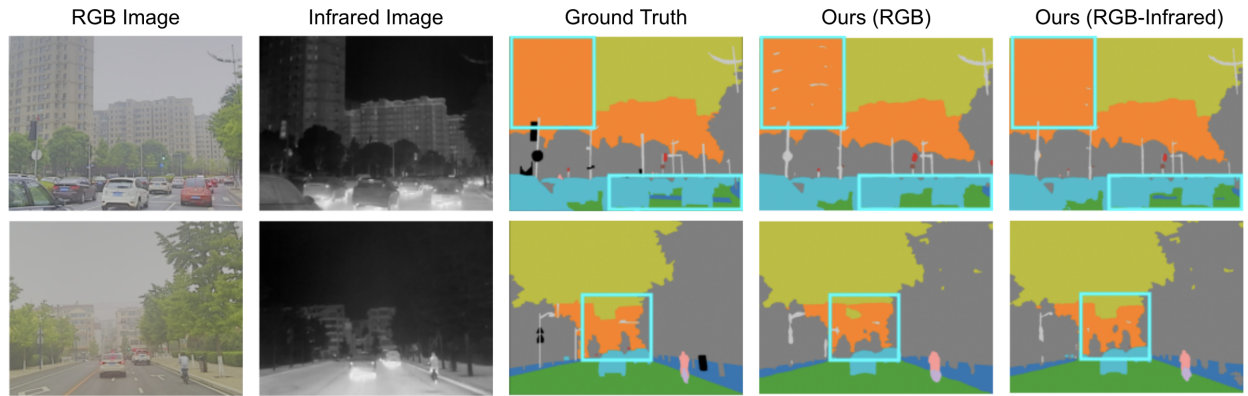 RGB Image
Infrared Image
Ground Truth
Ours (RGB)
Ours (RGB-Infrared)